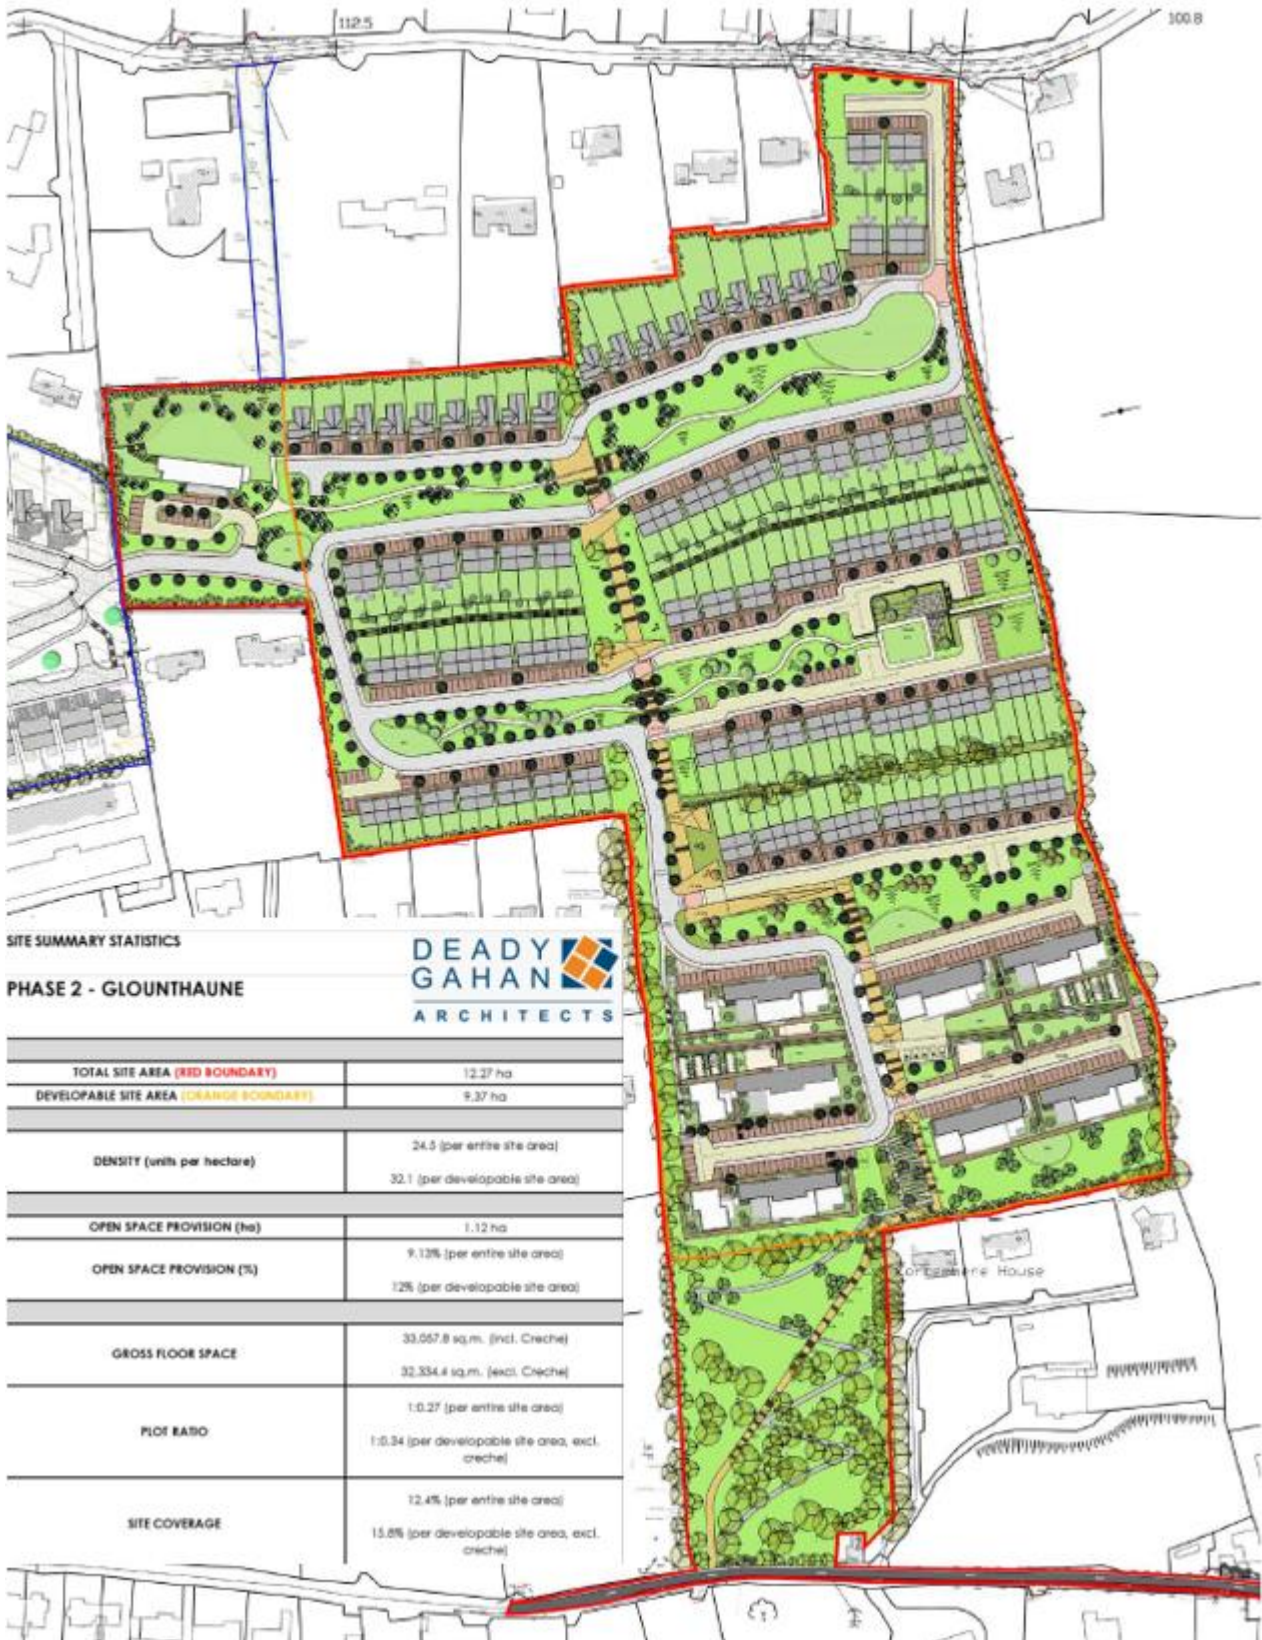 112.5
100.8
SITE SUMMARY STATISTICS
PHASE 2 - GLOUNTHAUNE
DEADY
GAHAN
ARCHITECTS
TOTAL SITE AREA (RED BOUNDARY)
12.27 ha
DEVELOPABLE SITE AREA (ORANGE BOUNDARY)
9.37 ha
DENSITY (units per hectare)
24.5 (per entire site area)
32.1 (per developable site area)
OPEN SPACE PROVISION (ha)
1.12 ha
OPEN SPACE PROVISION (%)
9.13% (per entire site area)
12% (per developable site area)
GROSS FLOOR SPACE
33,057.8 sq.m. (incl. Creche)
32,334.4 sq.m. (excl. Creche)
PLOT RATIO
1:0.27 (per entire site area)
1:0.34 (per developable site area, excl.
creche)
SITE COVERAGE
12.4% (per entire site area)
15.8% (per developable site area, excl.
creche)
House